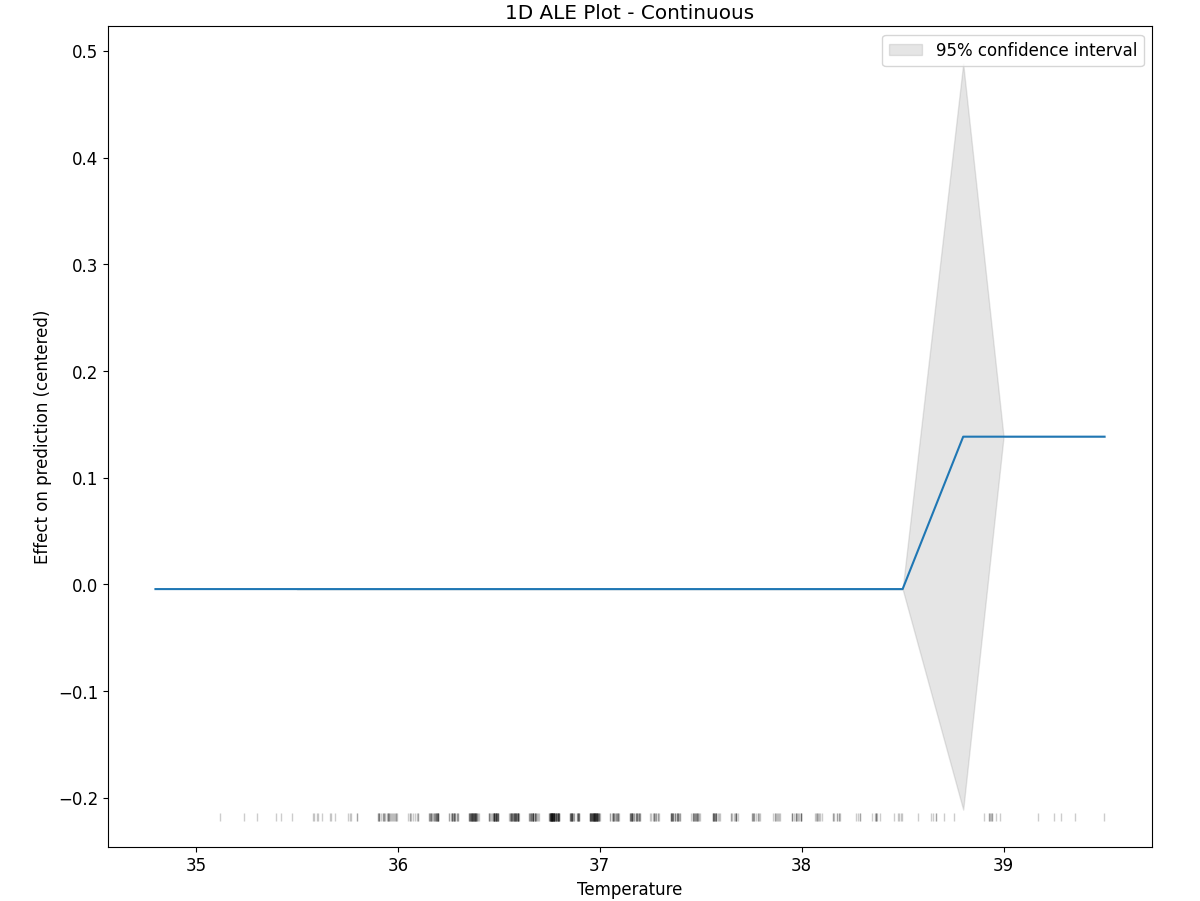 1D ALE Plot - Continuous
95% confidence interval
0.5
0.4
0.3
0.2
0.1
0.0
−0.1
−0.2
Effect on prediction (centered)
35 36 37 38 39
Temperature